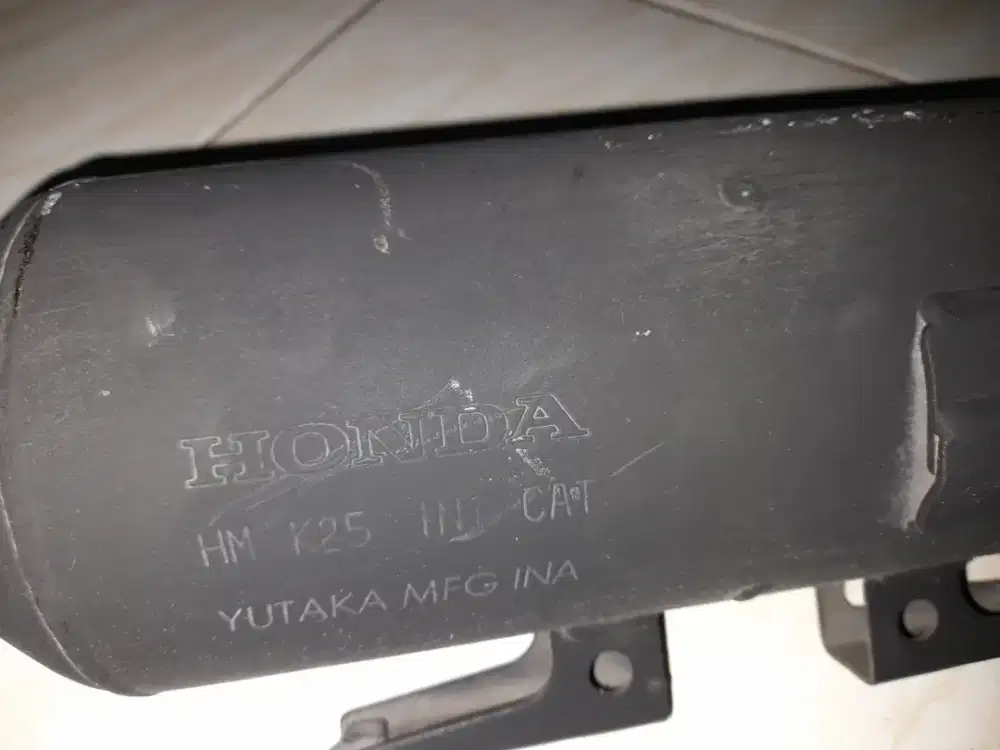 HONDA
HM K25 CAT
YUTAKA MFG INA